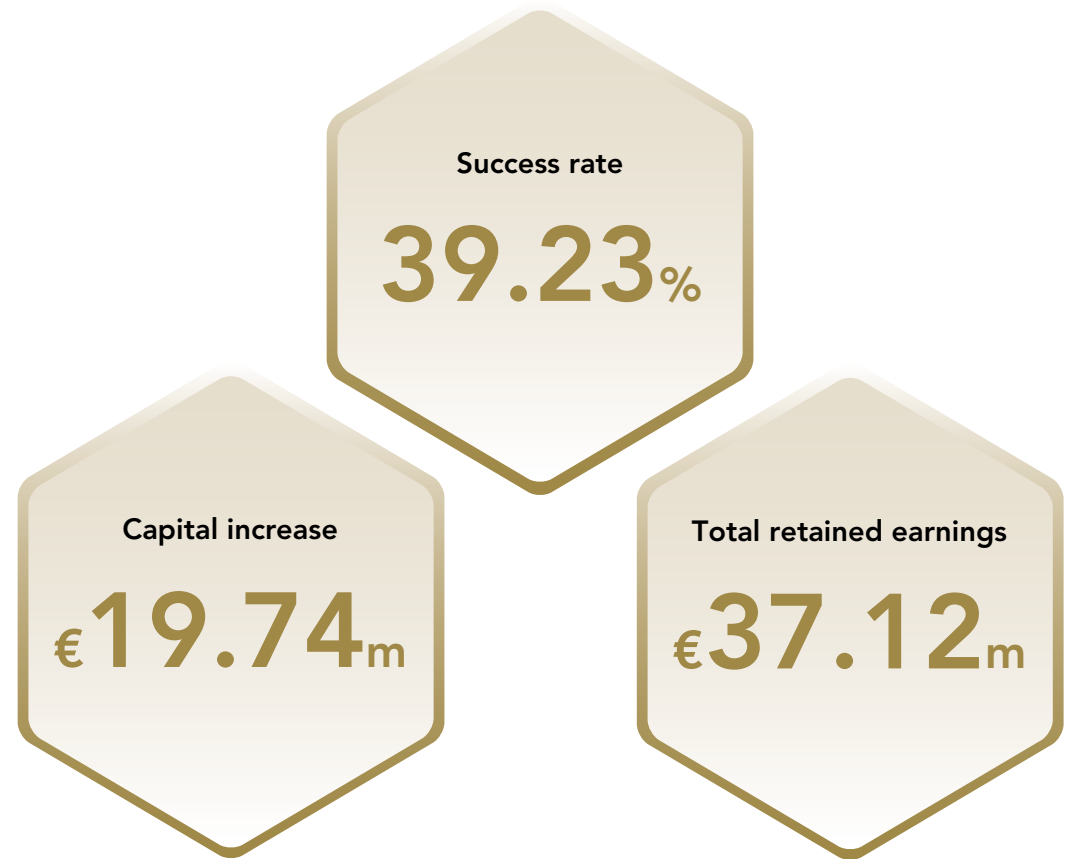 Success rate
39.23%
Capital increase
€19.74m
Total retained earnings
€37.12m